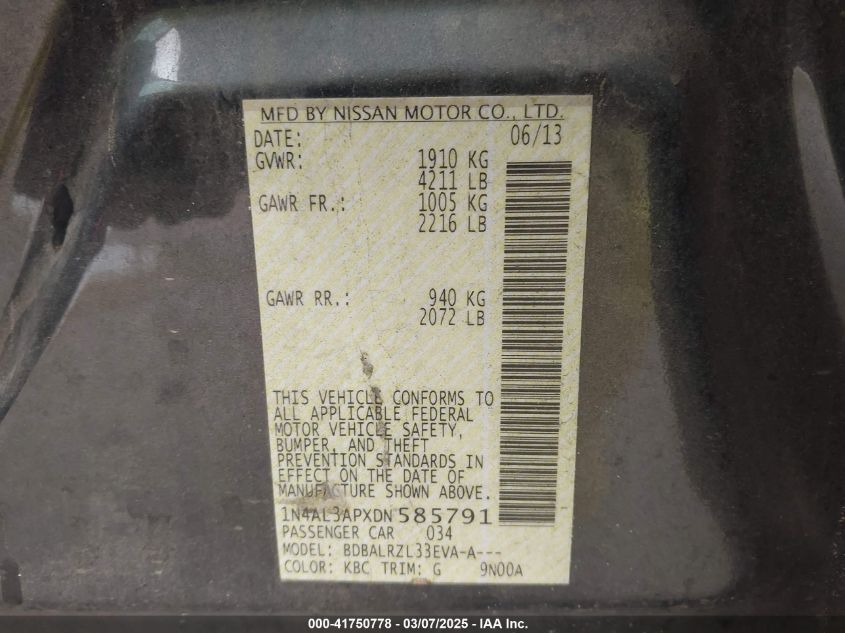 MFD BY NISSAN MOTOR CO., LTD.
DATE: 06/13
GVWR: 1910 KG
4211 LB
GAWR FR.: 1005 KG
2216 LB
GAWR RR.: 940 KG
2072 LB
THIS VEHICLE CONFORMS TO
ALL APPLICABLE FEDERAL
MOTOR VEHICLE SAFETY,
BUMPER, AND THEFT
PREVENTION STANDARDS IN
EFFECT ON THE DATE OF
MANUFACTURE SHOWN ABOVE.
1N4AL3APXDN585791
PASSENGER CAR 034
MODEL: BDBALRZL33EVA-A---
COLOR: KBC TRIM: G 9N00A
000-41750778 - 03/07/2025 - IAA Inc.